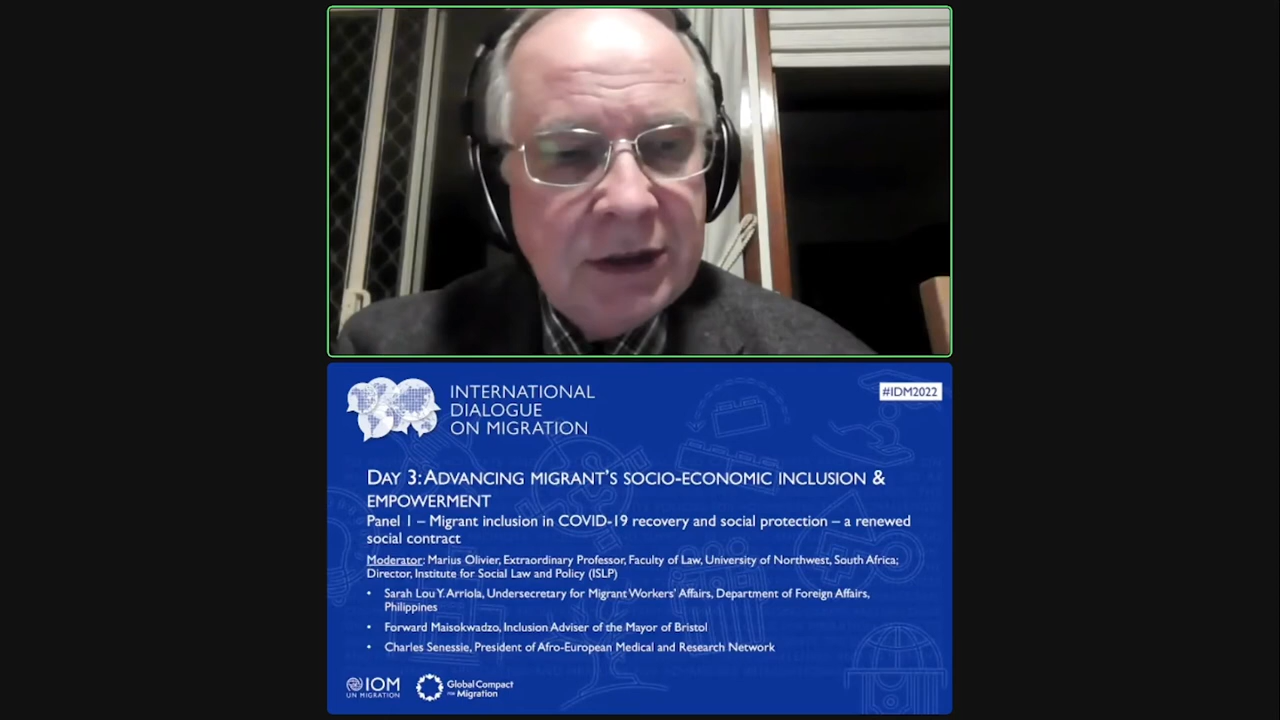 INTERNATIONAL
DIALOGUE
ON MIGRATION
#IDM2022
DAY 3: ADVANCING MIGRANT'S SOCIO-ECONOMIC INCLUSION &
EMPOWERMENT
Panel 1 – Migrant inclusion in COVID-19 recovery and social protection – a renewed
social contract
Moderator: Marius Olivier, Extraordinary Professor, Faculty of Law, University of Northwest, South Africa;
Director, Institute for Social Law and Policy (ISLP)
• Sarah Lou Y. Arriola, Undersecretary for Migrant Workers' Affairs, Department of Foreign Affairs,
Philippines
• Forward Maisokwadzo, Inclusion Adviser of the Mayor of Bristol
• Charles Senessie, President of Afro-European Medical and Research Network
IOM
UN MIGRATION
Global Compact
FOR Migration